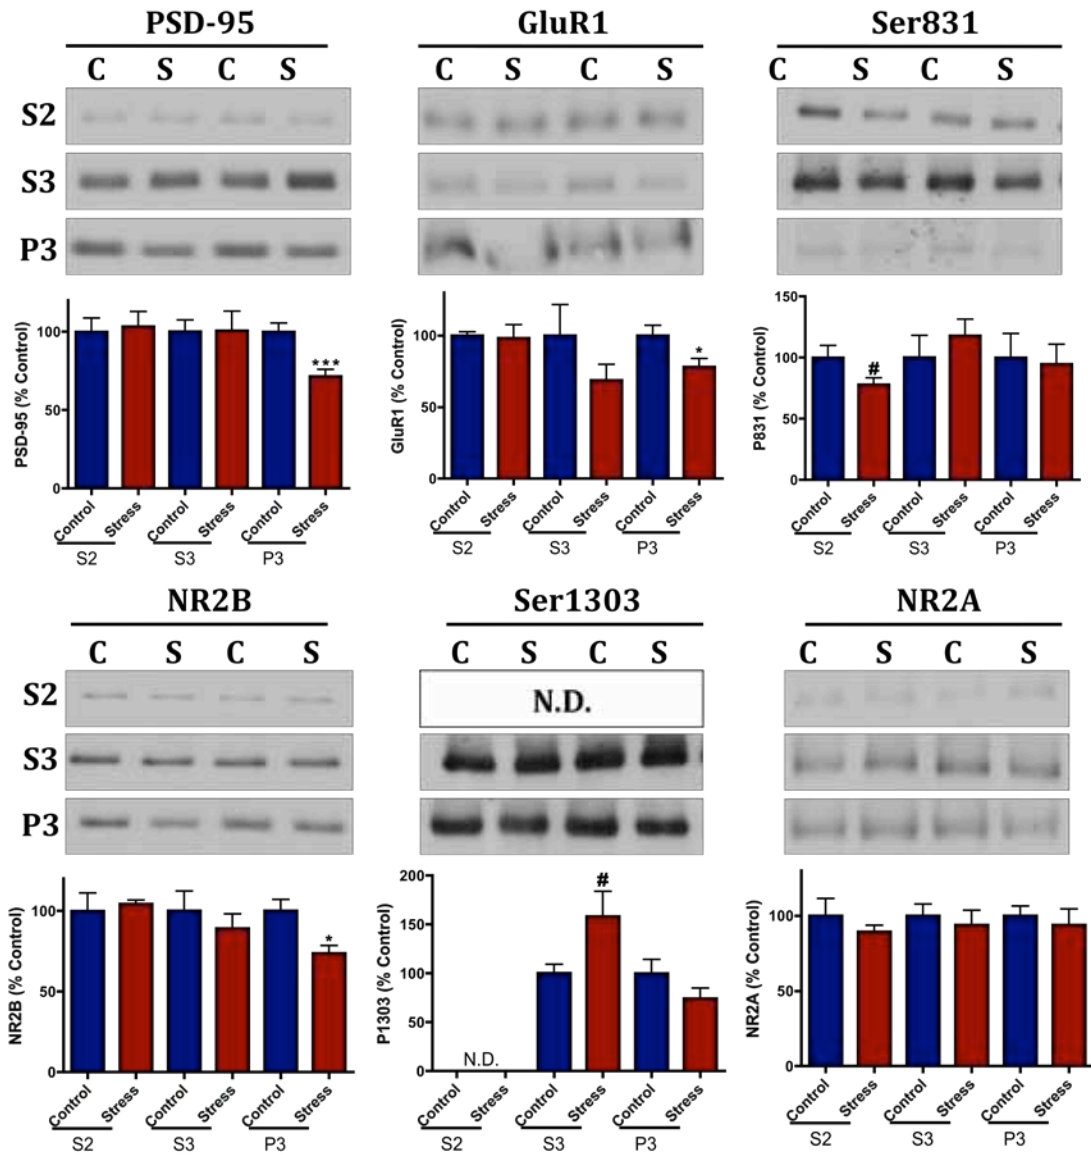 PSD-95 GluR1 Ser831
C S C S C S C S C S C S
S2
S3
P3
PSD-95 (% Control)
100
50
0
Control Stress Control Stress Control Stress
S2 S3 P3
***
GluR1 (% Control)
100
50
0
Control Stress Control Stress Control Stress
S2 S3 P3
*
P831 (% Control)
150
100
50
0
Control Stress Control Stress Control Stress
S2 S3 P3
#
NR2B Ser1303 NR2A
C S C S C S C S C S C S
S2 N.D.
S3
P3
NR2B (% Control)
100
50
0
Control Stress Control Stress Control Stress
S2 S3 P3
*
P1303 (% Control)
200
150
100
50
0
N.D.
Control Stress Control Stress Control Stress
S2 S3 P3
#
NR2A (% Control)
100
50
0
Control Stress Control Stress Control Stress
S2 S3 P3